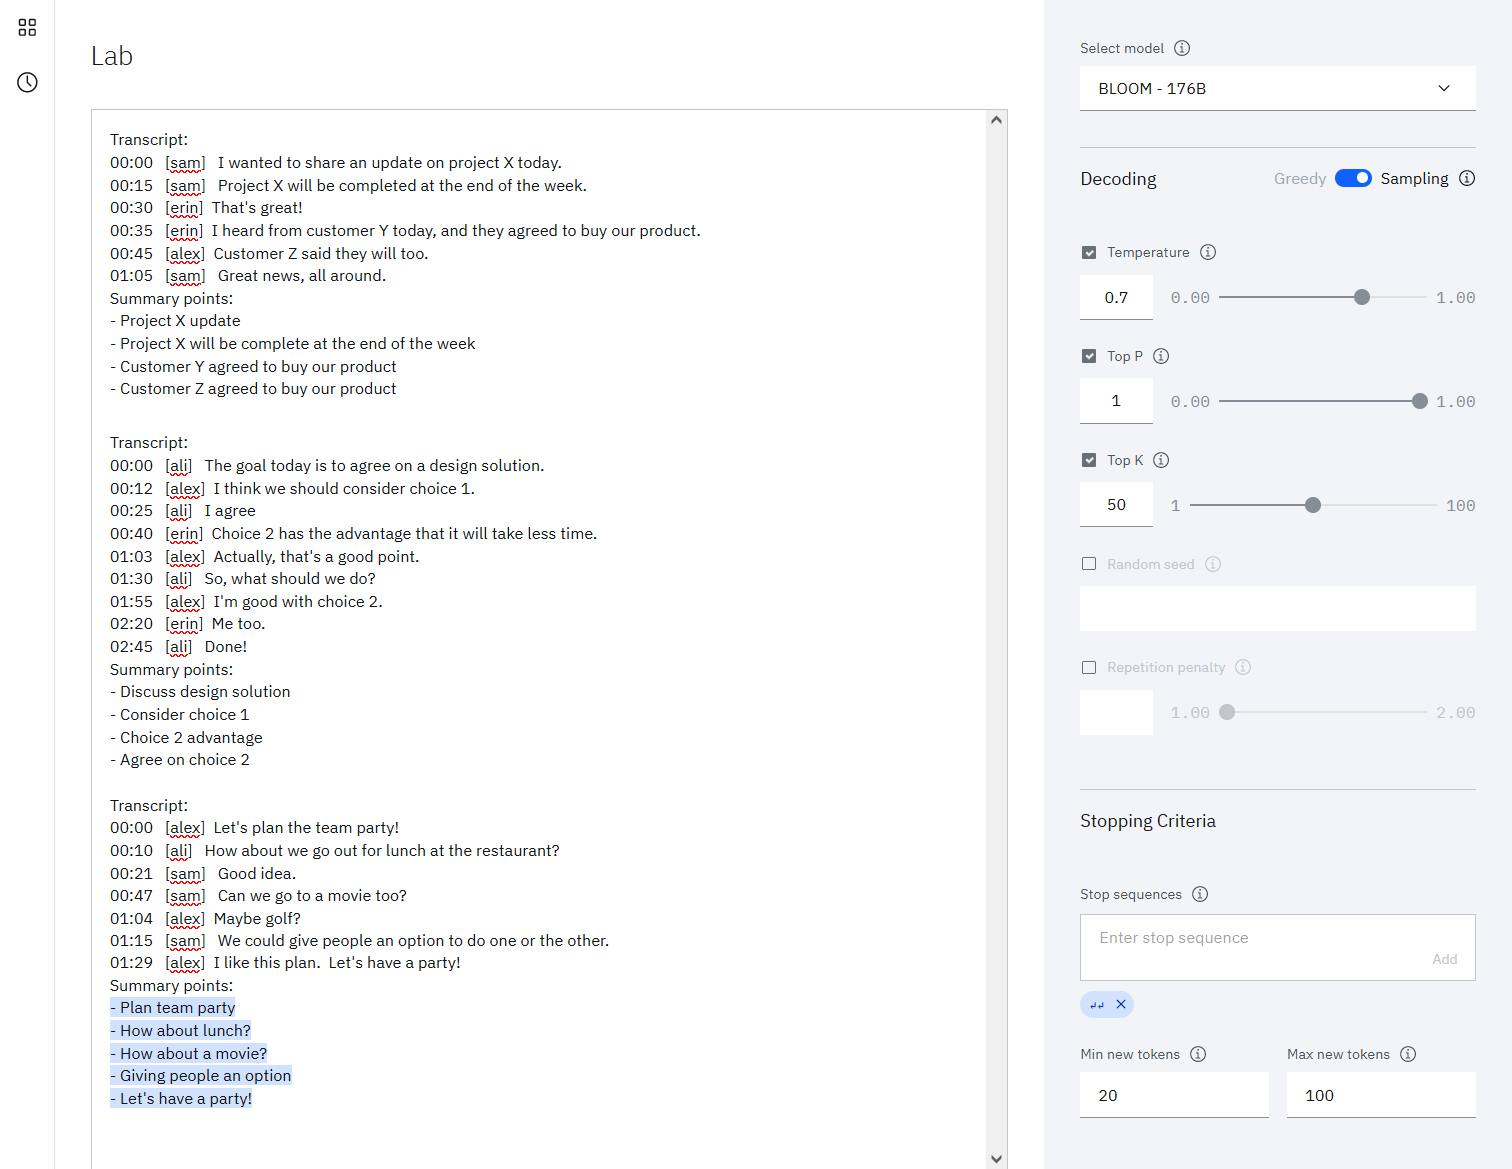 Lab
Transcript:
00:00 [sam] I wanted to share an update on project X today.
00:15 [sam] Project X will be completed at the end of the week.
00:30 [erin] That's great!
00:35 [erin] I heard from customer Y today, and they agreed to buy our product.
00:45 [alex] Customer Z said they will too.
01:05 [sam] Great news, all around.
Summary points:
- Project X update
- Project X will be complete at the end of the week
- Customer Y agreed to buy our product
- Customer Z agreed to buy our product
Transcript:
00:00 [ali] The goal today is to agree on a design solution.
00:12 [alex] I think we should consider choice 1.
00:25 [ali] I agree
00:40 [erin] Choice 2 has the advantage that it will take less time.
01:03 [alex] Actually, that's a good point.
01:30 [ali] So, what should we do?
01:55 [alex] I'm good with choice 2.
02:20 [erin] Me too.
02:45 [ali] Done!
Summary points:
- Discuss design solution
- Consider choice 1
- Choice 2 advantage
- Agree on choice 2
Transcript:
00:00 [alex] Let's plan the team party!
00:10 [ali] How about we go out for lunch at the restaurant?
00:21 [sam] Good idea.
00:47 [sam] Can we go to a movie too?
01:04 [alex] Maybe golf?
01:15 [sam] We could give people an option to do one or the other.
01:29 [alex] I like this plan. Let's have a party!
Summary points:
- Plan team party
- How about lunch?
- How about a movie?
- Giving people an option
- Let's have a party!
Select model
BLOOM - 176B
Decoding Greedy Sampling
Temperature
0.7 0.00 1.00
Top P
1 0.00 1.00
Top K
50 1 100
Random seed
Repetition penalty
1.00 2.00
Stopping Criteria
Stop sequences
Enter stop sequence
Add
↵↵
Min new tokens Max new tokens
20 100